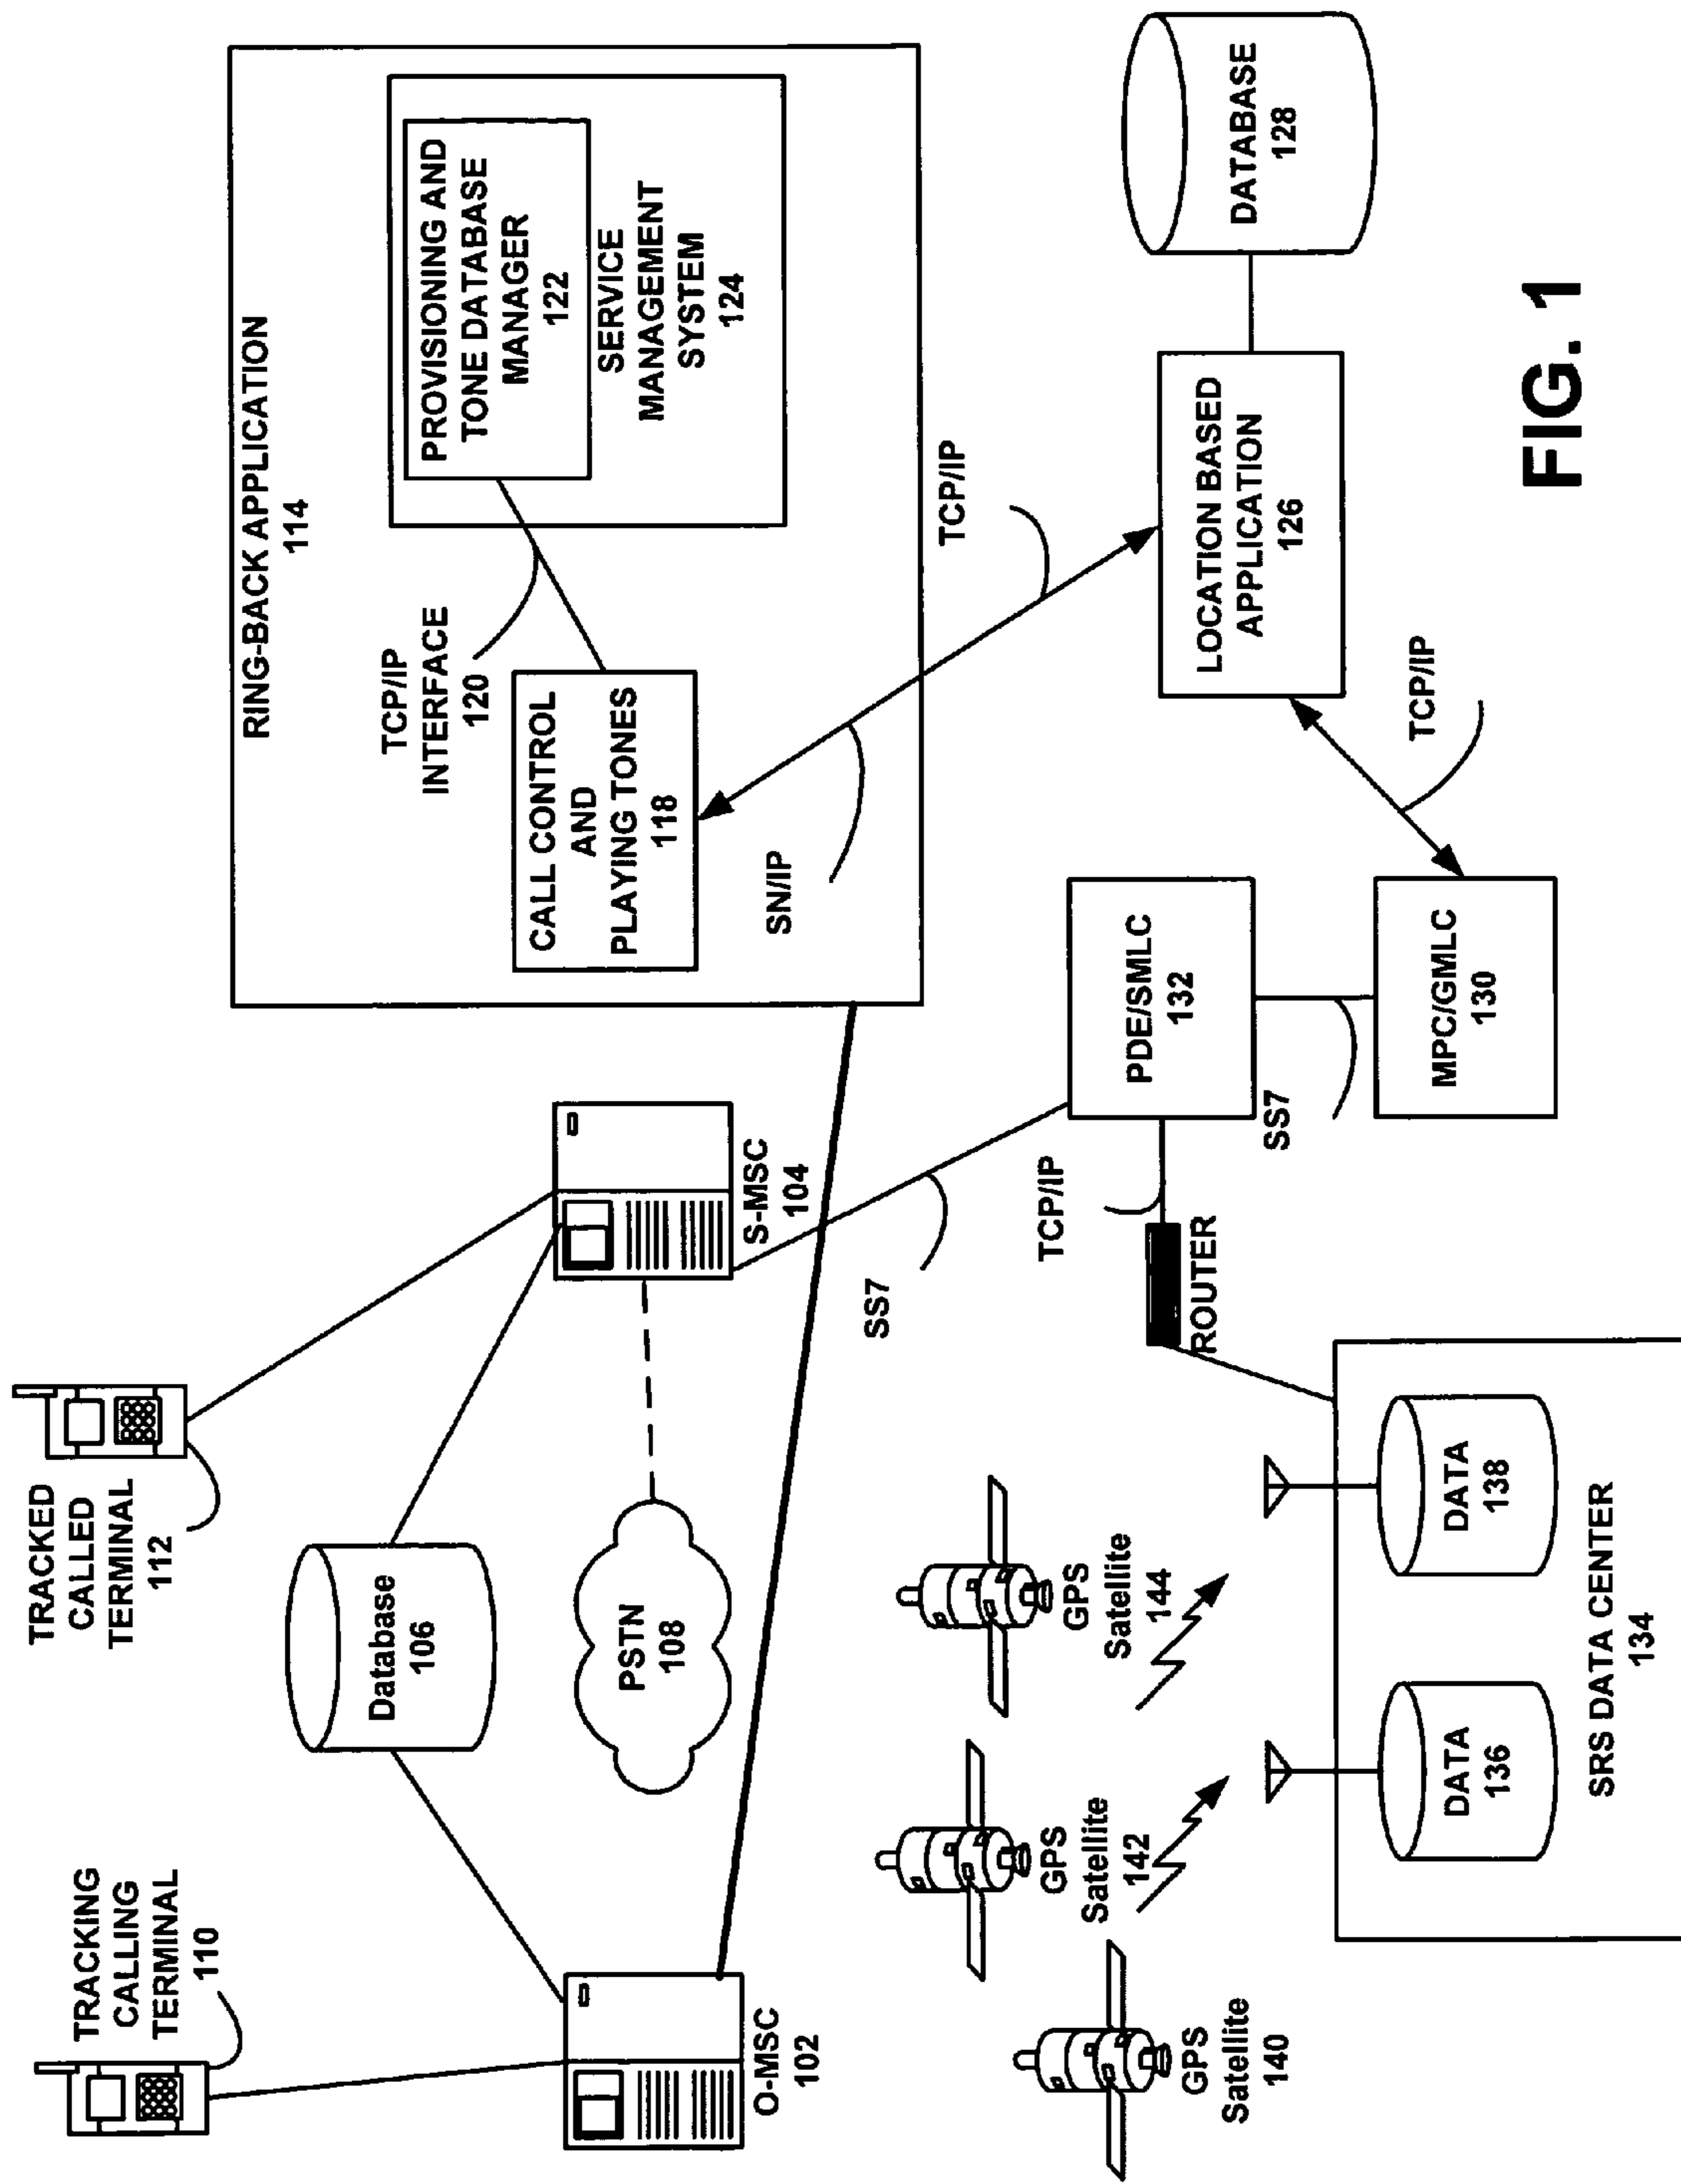 TRACKING
CALLING
TERMINAL
110
TRACKED
CALLED
TERMINAL
112
RING-BACK APPLICATION
114
Database
106
PSTN
108
O-MSC
102
S-MSC
104
TCP/IP
INTERFACE
120
CALL CONTROL
AND
PLAYING TONES
118
PROVISIONING AND
TONE DATABASE
MANAGER
122
SERVICE
MANAGEMENT
SYSTEM
124
SN/IP
TCP/IP
SS7
GPS
Satellite
140
GPS
Satellite
142
GPS
Satellite
144
TCP/IP
ROUTER
PDE/SMLC
132
SS7
MPC/GMLC
130
TCP/IP
LOCATION BASED
APPLICATION
126
DATABASE
128
DATA
136
DATA
138
SRS DATA CENTER
134
FIG. 1